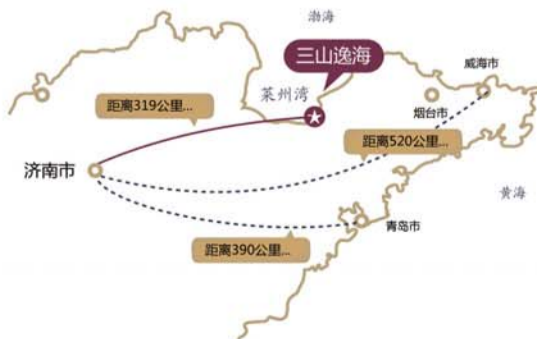 渤海
三山逸海
威海市
莱州湾
烟台市
距离319公里...
距离520公里...
济南市
黄海
青岛市
距离390公里...